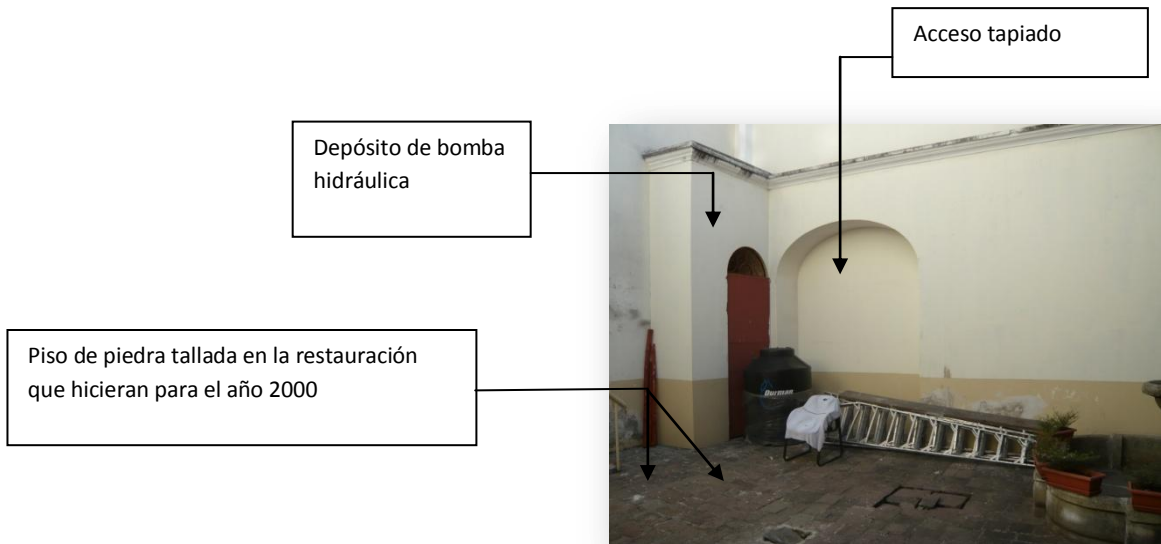 Acceso tapiado
Depósito de bomba
hidráulica
Piso de piedra tallada en la restauración
que hicieran para el año 2000
Durman